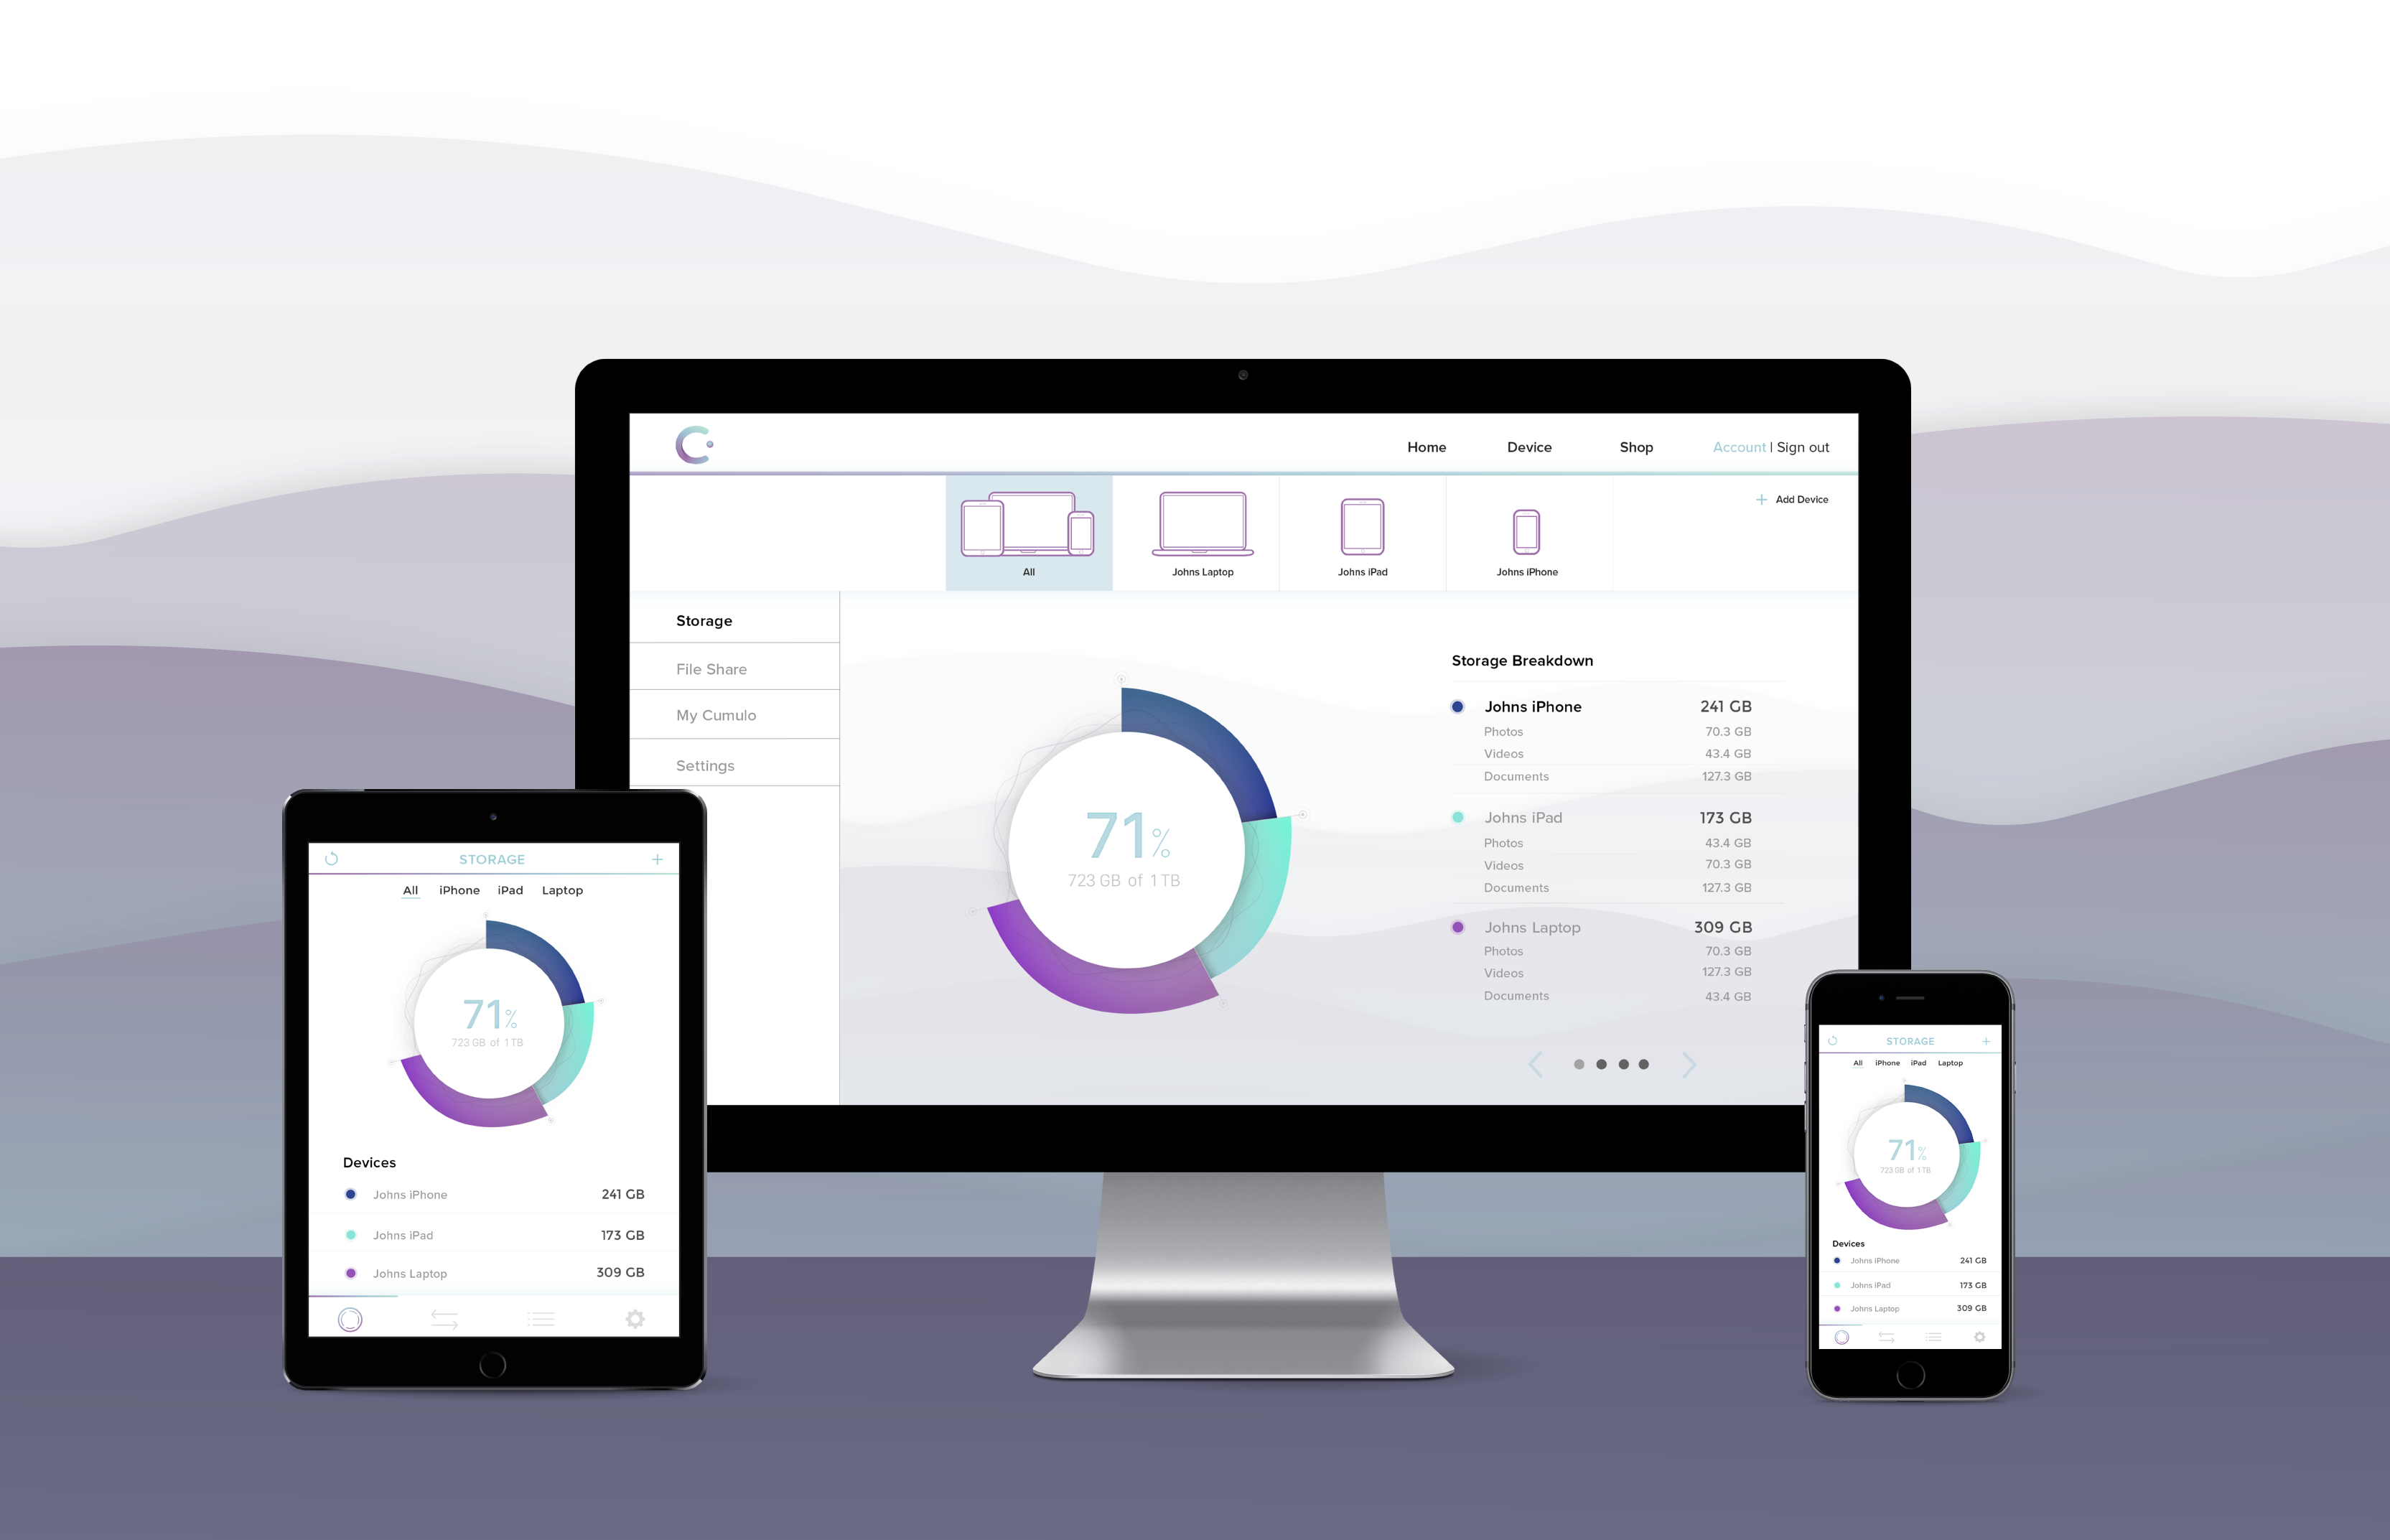 Home Device Shop Account | Sign out
+ Add Device
All Johns Laptop Johns iPad Johns iPhone
Storage
File Share
My Cumulo
Settings
71%
723 GB of 1 TB
Storage Breakdown
Johns iPhone 241 GB
Photos 70.3 GB
Videos 43.4 GB
Documents 127.3 GB
Johns iPad 173 GB
Photos 43.4 GB
Videos 70.3 GB
Documents 127.3 GB
Johns Laptop 309 GB
Photos 70.3 GB
Videos 127.3 GB
Documents 43.4 GB
STORAGE +
All iPhone iPad Laptop
71%
723 GB of 1 TB
Devices
Johns iPhone 241 GB
Johns iPad 173 GB
Johns Laptop 309 GB
STORAGE +
All iPhone iPad Laptop
71%
723 GB of 1 TB
Devices
Johns iPhone 241 GB
Johns iPad 173 GB
Johns Laptop 309 GB